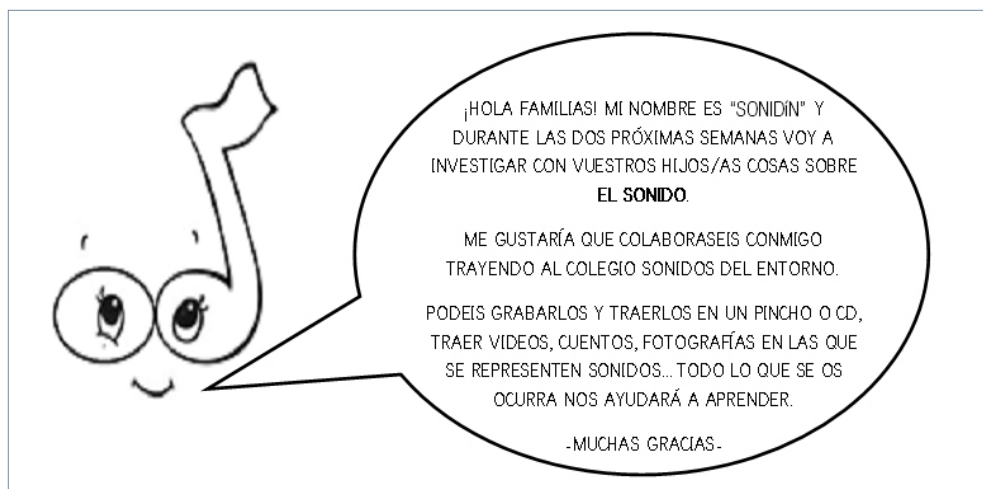 ¡HOLA FAMILIAS! MI NOMBRE ES "SONIDÍN" Y
DURANTE LAS DOS PRÓXIMAS SEMANAS VOY A
INVESTIGAR CON VUESTROS HIJOS/AS COSAS SOBRE
EL SONIDO.
ME GUSTARÍA QUE COLABORASEIS CONMIGO
TRAYENDO AL COLEGIO SONIDOS DEL ENTORNO.
PODEIS GRABARLOS Y TRAERLOS EN UN PINCHO O CD,
TRAER VIDEOS, CUENTOS, FOTOGRAFÍAS EN LAS QUE
SE REPRESENTEN SONIDOS... TODO LO QUE SE OS
OCURRA NOS AYUDARÁ A APRENDER.
-MUCHAS GRACIAS-